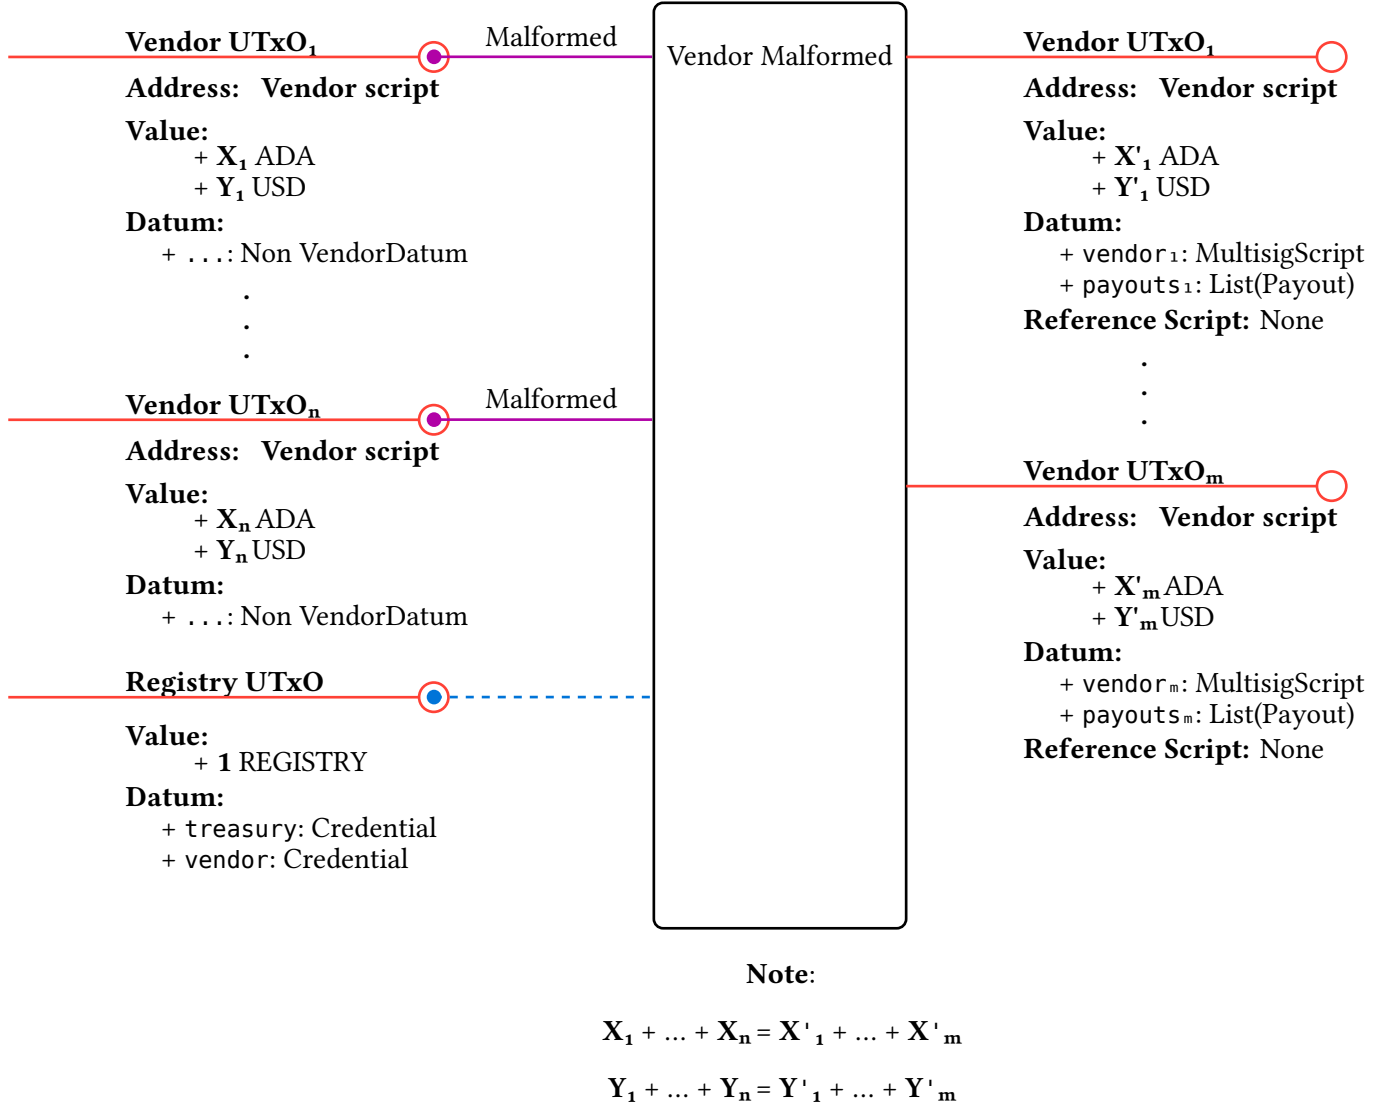 Vendor UTxO₁
Malformed
Address: Vendor script
Value:
+ X₁ ADA
+ Y₁ USD
Datum:
+ ...: Non VendorDatum
.
.
.
Vendor UTxOₙ
Malformed
Address: Vendor script
Value:
+ Xₙ ADA
+ Yₙ USD
Datum:
+ ...: Non VendorDatum
Registry UTxO
Value:
+ 1 REGISTRY
Datum:
+ treasury: Credential
+ vendor: Credential
Vendor Malformed
Vendor UTxO₁
Address: Vendor script
Value:
+ X'₁ ADA
+ Y'₁ USD
Datum:
+ vendor₁: MultisigScript
+ payouts₁: List(Payout)
Reference Script: None
.
.
.
Vendor UTxOₘ
Address: Vendor script
Value:
+ X'ₘ ADA
+ Y'ₘ USD
Datum:
+ vendorₘ: MultisigScript
+ payoutsₘ: List(Payout)
Reference Script: None
Note:
X₁ + ... + Xₙ = X'₁ + ... + X'ₘ
Y₁ + ... + Yₙ = Y'₁ + ... + Y'ₘ